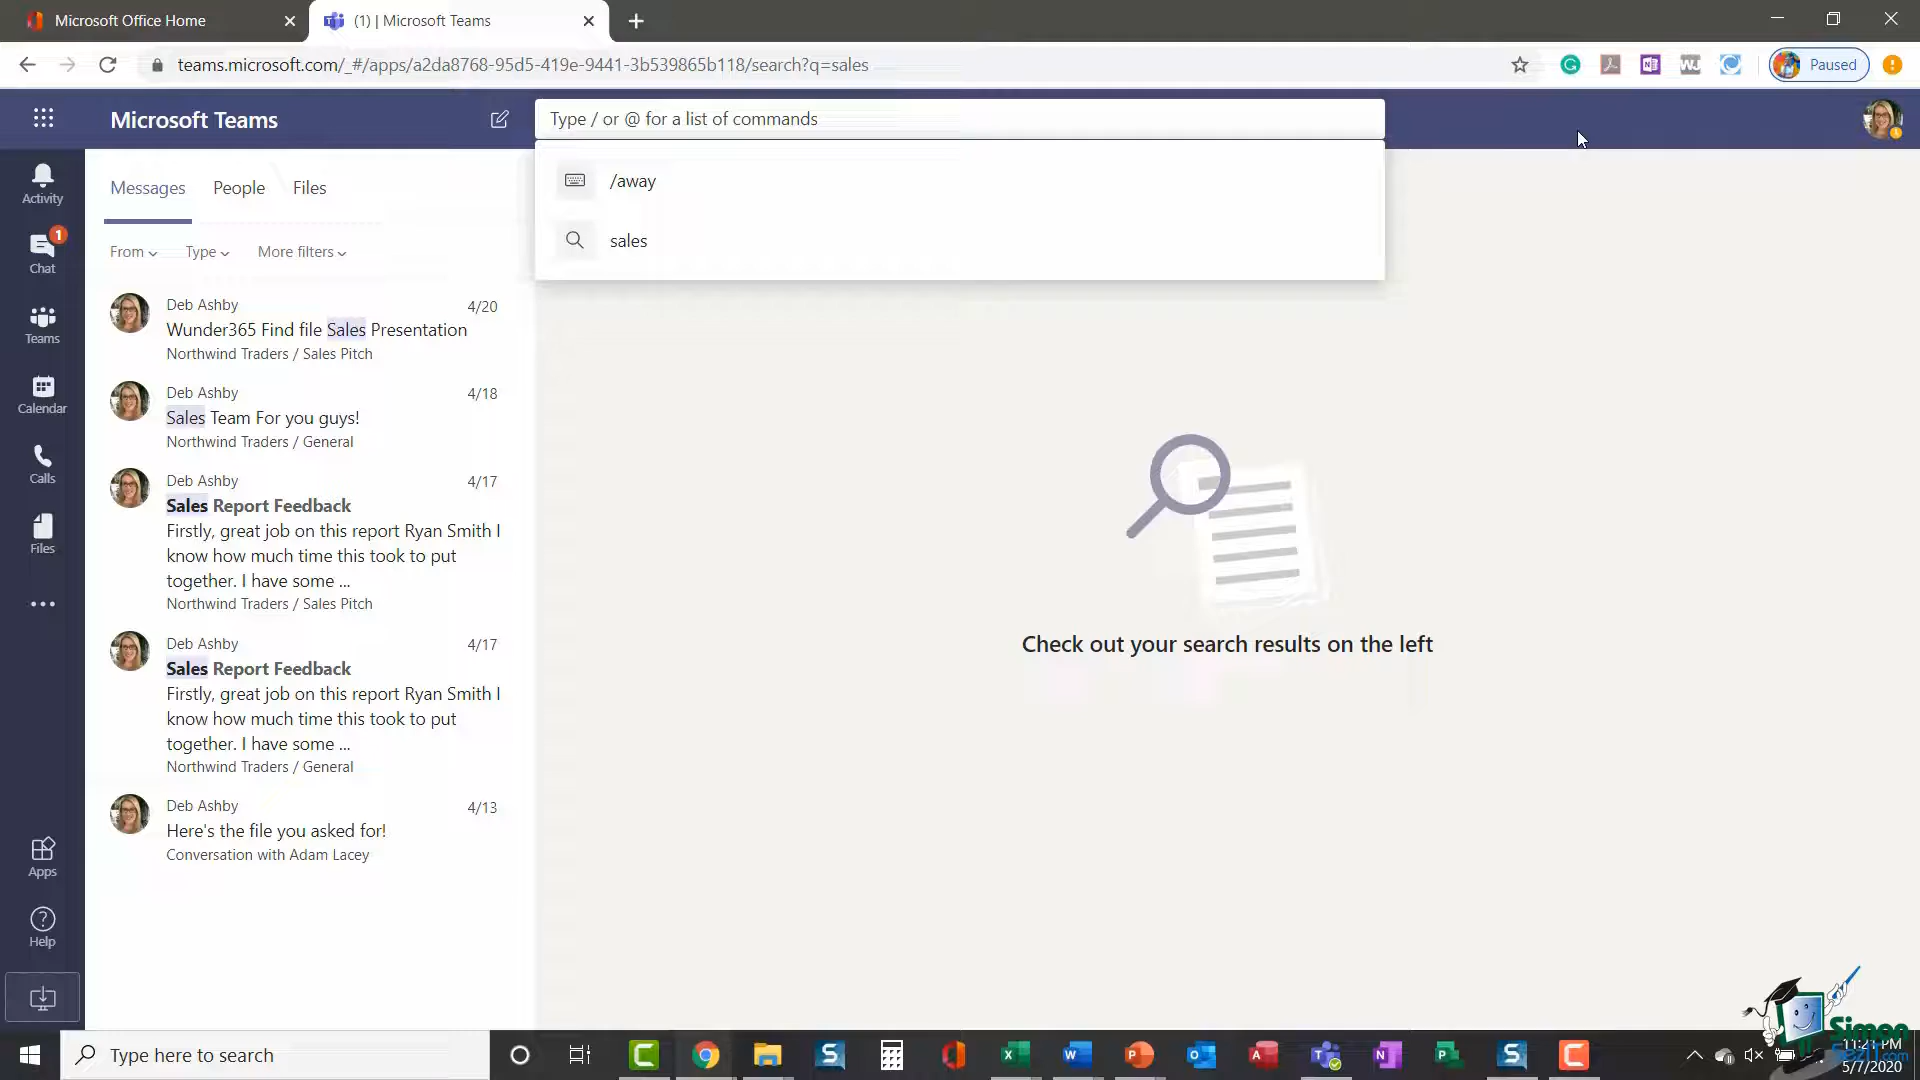 Microsoft Office Home
(1) | Microsoft Teams
teams.microsoft.com/_#/apps/a2da8768-95d5-419e-9441-3b539865b118/search?q=sales
Paused
Microsoft Teams
Type / or @ for a list of commands
/away
sales
Activity
1
Chat
Teams
Calendar
Calls
Files
Apps
Help
Messages People Files
From Type More filters
Deb Ashby 4/20
Wunder365 Find file Sales Presentation
Northwind Traders / Sales Pitch
Deb Ashby 4/18
Sales Team For you guys!
Northwind Traders / General
Deb Ashby 4/17
Sales Report Feedback
Firstly, great job on this report Ryan Smith I
know how much time this took to put
together. I have some ...
Northwind Traders / Sales Pitch
Deb Ashby 4/17
Sales Report Feedback
Firstly, great job on this report Ryan Smith I
know how much time this took to put
together. I have some ...
Northwind Traders / General
Deb Ashby 4/13
Here's the file you asked for!
Conversation with Adam Lacey
Check out your search results on the left
Type here to search
Simon
11:21 PM
5/7/2020